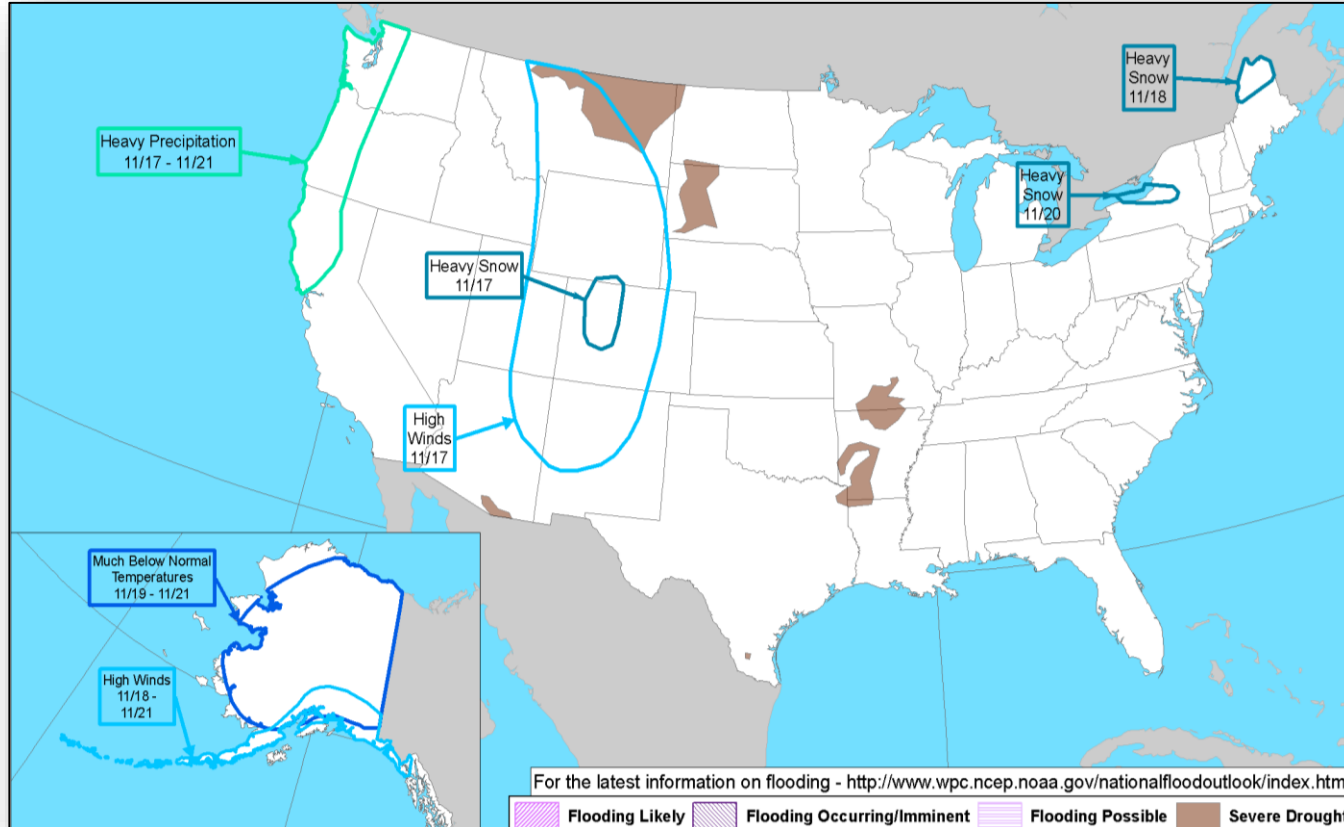 Heavy
Snow
11/18
Heavy Precipitation
11/17 - 11/21
Heavy
Snow
11/20
Heavy Snow
11/17
High
Winds
11/17
Much Below Normal
Temperatures
11/19 - 11/21
High Winds
11/18 -
11/21
For the latest information on flooding - http://www.wpc.ncep.noaa.gov/nationalfloodoutlook/index.htm
Flooding Likely
Flooding Occurring/Imminent
Flooding Possible
Severe Drough